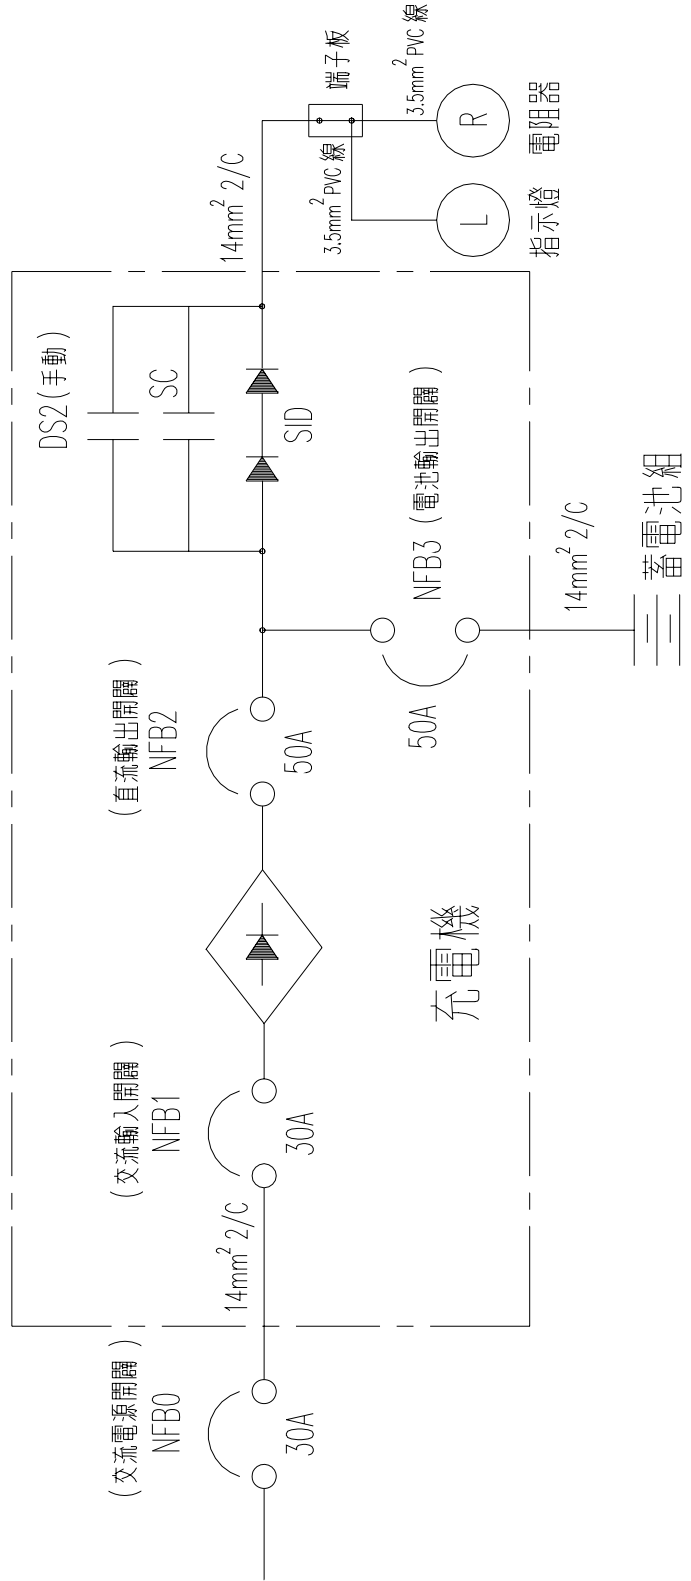 (交流電源開關)
NFB0
30A
14mm² 2/C
(交流輸入開關)
NFB1
30A
充電機
(直流輸出開關)
NFB2
50A
NFB3 (電池輸出開關)
50A
14mm² 2/C
蓄電池組
DS2(手動)
SC
SID
14mm² 2/C
端子板
3.5mm² PVC 線
3.5mm² PVC 線
L
指示燈
R
電阻器